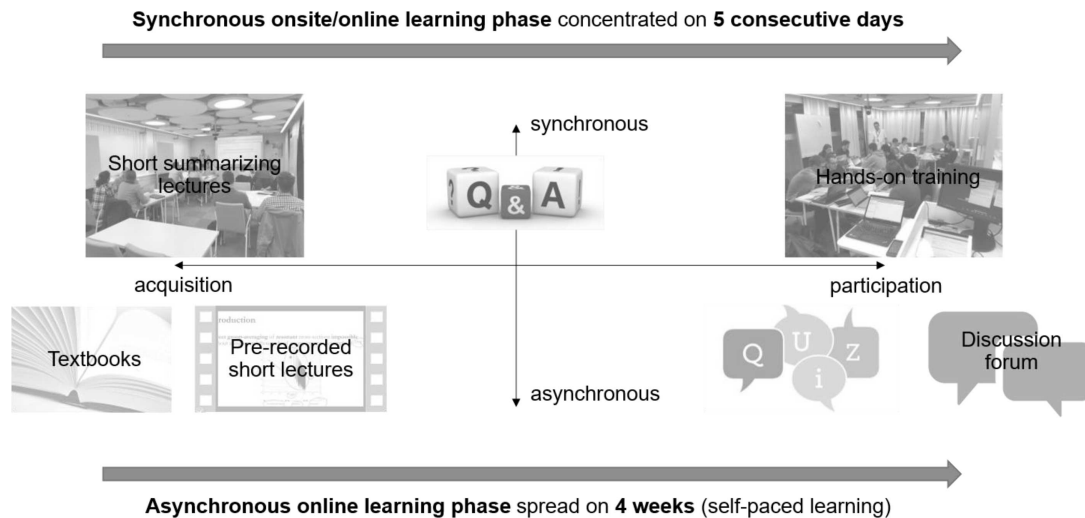 Synchronous onsite/online learning phase concentrated on 5 consecutive days
synchronous
Short summarizing
lectures
Q & A
Hands-on training
acquisition
participation
Textbooks
Pre-recorded
short lectures
Q U i Z
Discussion
forum
asynchronous
Asynchronous online learning phase spread on 4 weeks (self-paced learning)